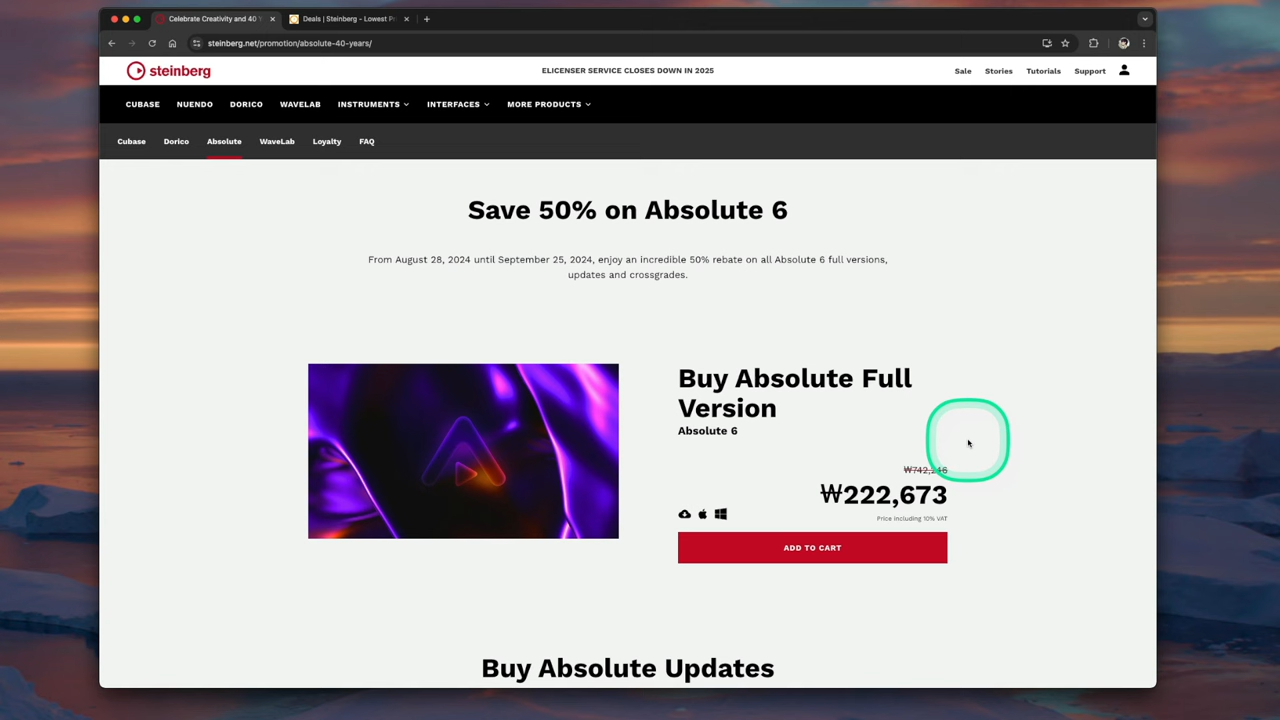 Celebrate Creativity and 40 Y
Deals | Steinberg - Lowest Pr
steinberg.net/promotion/absolute-40-years/
steinberg
ELICENSER SERVICE CLOSES DOWN IN 2025
Sale Stories Tutorials Support
CUBASE NUENDO DORICO WAVELAB INSTRUMENTS INTERFACES MORE PRODUCTS
Cubase Dorico Absolute WaveLab Loyalty FAQ
Save 50% on Absolute 6
From August 28, 2024 until September 25, 2024, enjoy an incredible 50% rebate on all Absolute 6 full versions,
updates and crossgrades.
Buy Absolute Full
Version
Absolute 6
₩742,246
₩222,673
Price including 10% VAT
ADD TO CART
Buy Absolute Updates